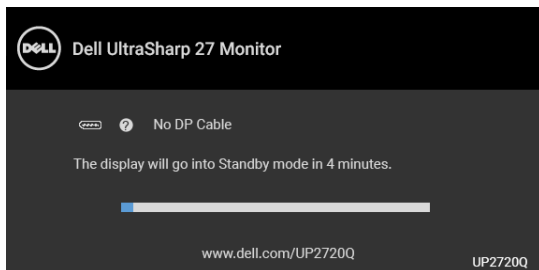 DELL
Dell UltraSharp 27 Monitor
? No DP Cable
The display will go into Standby mode in 4 minutes.
www.dell.com/UP2720Q
UP2720Q